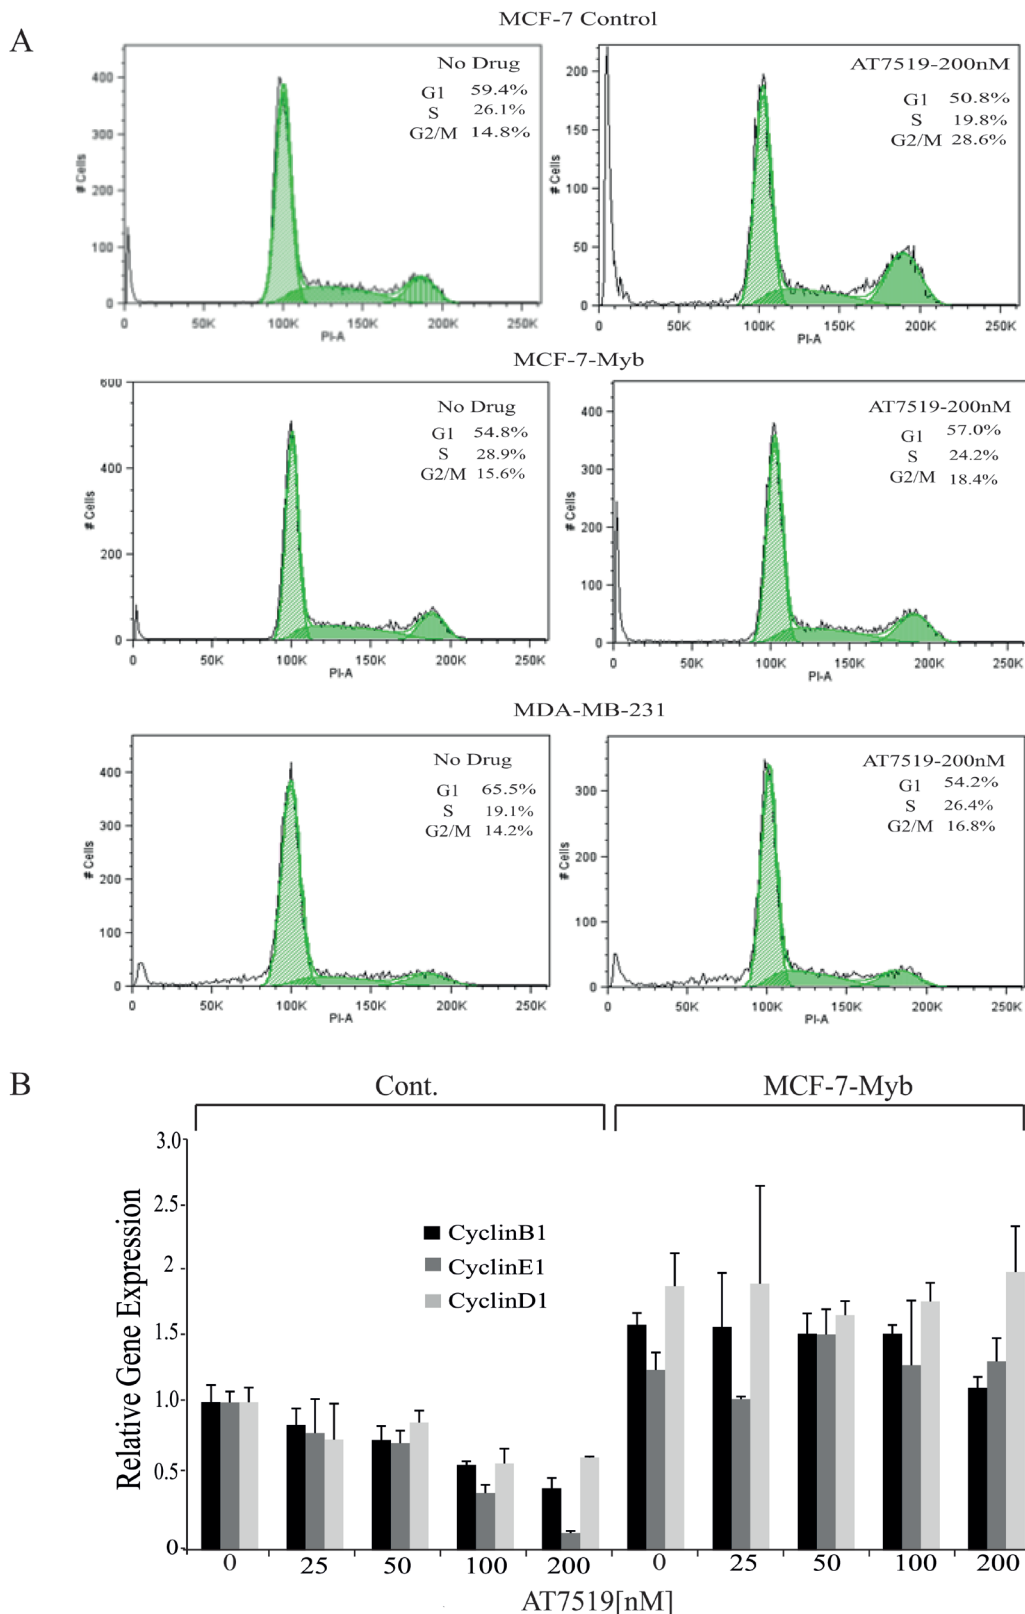 A
MCF-7 Control
No Drug
G1 59.4%
S 26.1%
G2/M 14.8%
# Cells
400
300
200
100
0
0 50K 100K 150K 200K 250K
PI-A
AT7519-200nM
G1 50.8%
S 19.8%
G2/M 28.6%
# Cells
200
150
100
50
0
0 50K 100K 150K 200K 250K
PI-A
MCF-7-Myb
No Drug
G1 54.8%
S 28.9%
G2/M 15.6%
# Cells
600
400
200
0
0 50K 100K 150K 200K 250K
PI-A
AT7519-200nM
G1 57.0%
S 24.2%
G2/M 18.4%
# Cells
400
300
200
100
0
0 50K 100K 150K 200K 250K
PI-A
MDA-MB-231
No Drug
G1 65.5%
S 19.1%
G2/M 14.2%
# Cells
400
300
200
100
0
0 50K 100K 150K 200K 250K
PI-A
AT7519-200nM
G1 54.2%
S 26.4%
G2/M 16.8%
# Cells
300
200
100
0
0 50K 100K 150K 200K 250K
PI-A
B
Cont. MCF-7-Myb
Relative Gene Expression
3.0
2.5
2
1.5
1.0
0.5
0
CyclinB1
CyclinE1
CyclinD1
0 25 50 100 200 0 25 50 100 200
AT7519[nM]